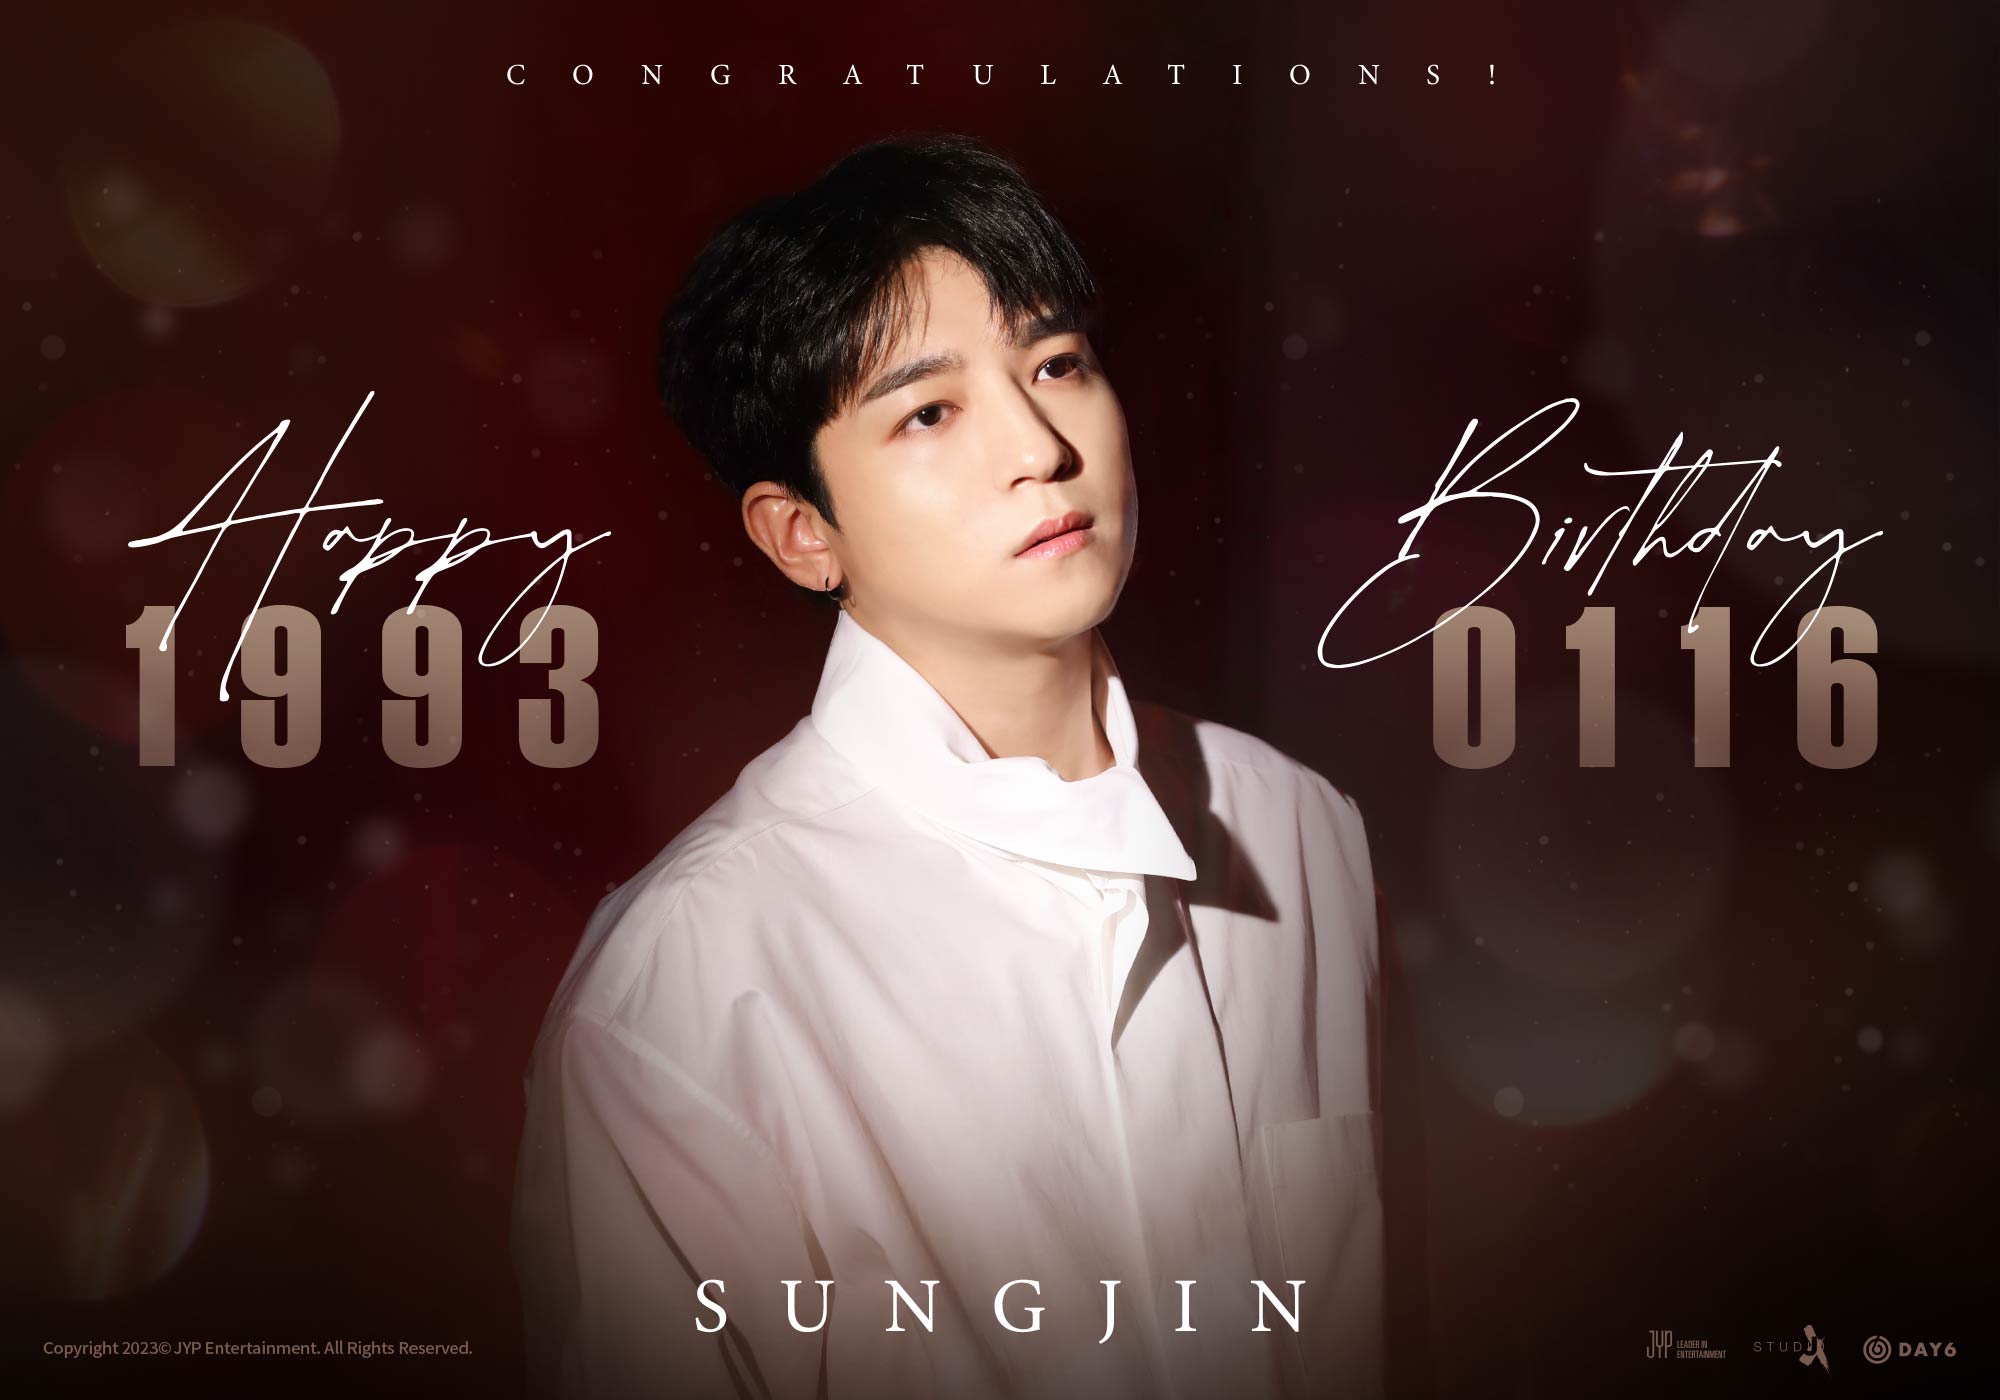 CONGRATULATIONS!
Happy Birthday
1993 0116
SUNGJIN
Copyright 2023© JYP Entertainment. All Rights Reserved.
JYP LEADER IN ENTERTAINMENT
STUDIO
DAY6